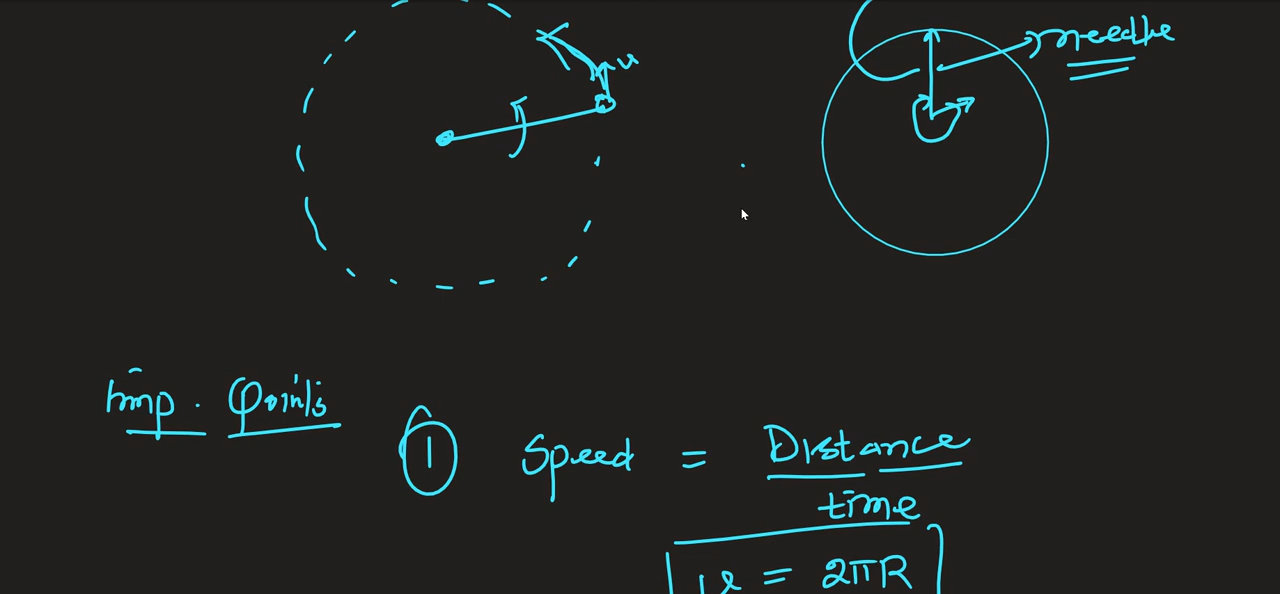 v
needle
Imp. Points
1 Speed = Distance
time
v = 2πR